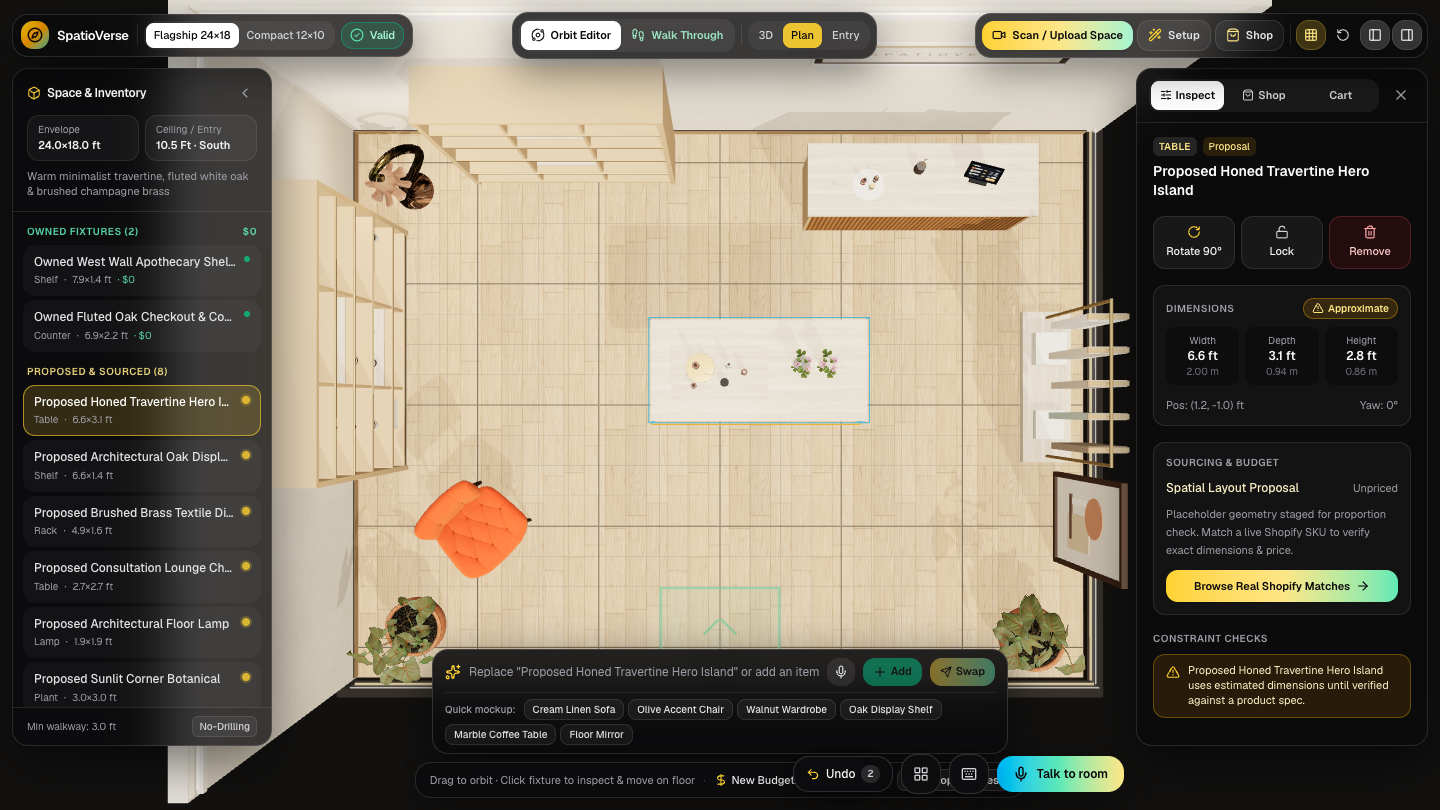 SpatioVerse
Flagship 24×18
Compact 12×10
Valid
Orbit Editor
Walk Through
3D
Plan
Entry
Scan / Upload Space
Setup
Shop
Space & Inventory
Envelope
24.0×18.0 ft
Ceiling / Entry
10.5 Ft · South
Warm minimalist travertine, fluted white oak
& brushed champagne brass
OWNED FIXTURES (2)
$0
Owned West Wall Apothecary Shel...
Shelf · 7.9×1.4 ft · $0
Owned Fluted Oak Checkout & Co...
Counter · 6.9×2.2 ft · $0
PROPOSED & SOURCED (8)
Proposed Honed Travertine Hero I...
Table · 6.6×3.1 ft
Proposed Architectural Oak Displ...
Shelf · 6.6×1.4 ft
Proposed Brushed Brass Textile Di...
Rack · 4.9×1.6 ft
Proposed Consultation Lounge Ch...
Table · 2.7×2.7 ft
Proposed Architectural Floor Lamp
Lamp · 1.9×1.9 ft
Proposed Sunlit Corner Botanical
Plant · 3.0×3.0 ft
Min walkway: 3.0 ft
No-Drilling
Replace "Proposed Honed Travertine Hero Island" or add an item
Add
Swap
Quick mockup:
Cream Linen Sofa
Olive Accent Chair
Walnut Wardrobe
Oak Display Shelf
Marble Coffee Table
Floor Mirror
Drag to orbit · Click fixture to inspect & move on floor ·
$ New Budget
Undo 2
Talk to room
Inspect
Shop
Cart
TABLE
Proposal
Proposed Honed Travertine Hero
Island
Rotate 90°
Lock
Remove
DIMENSIONS
Approximate
Width
6.6 ft
2.00 m
Depth
3.1 ft
0.94 m
Height
2.8 ft
0.86 m
Pos: (1.2, -1.0) ft
Yaw: 0°
SOURCING & BUDGET
Spatial Layout Proposal
Unpriced
Placeholder geometry staged for proportion
check. Match a live Shopify SKU to verify
exact dimensions & price.
Browse Real Shopify Matches
CONSTRAINT CHECKS
Proposed Honed Travertine Hero Island
uses estimated dimensions until verified
against a product spec.